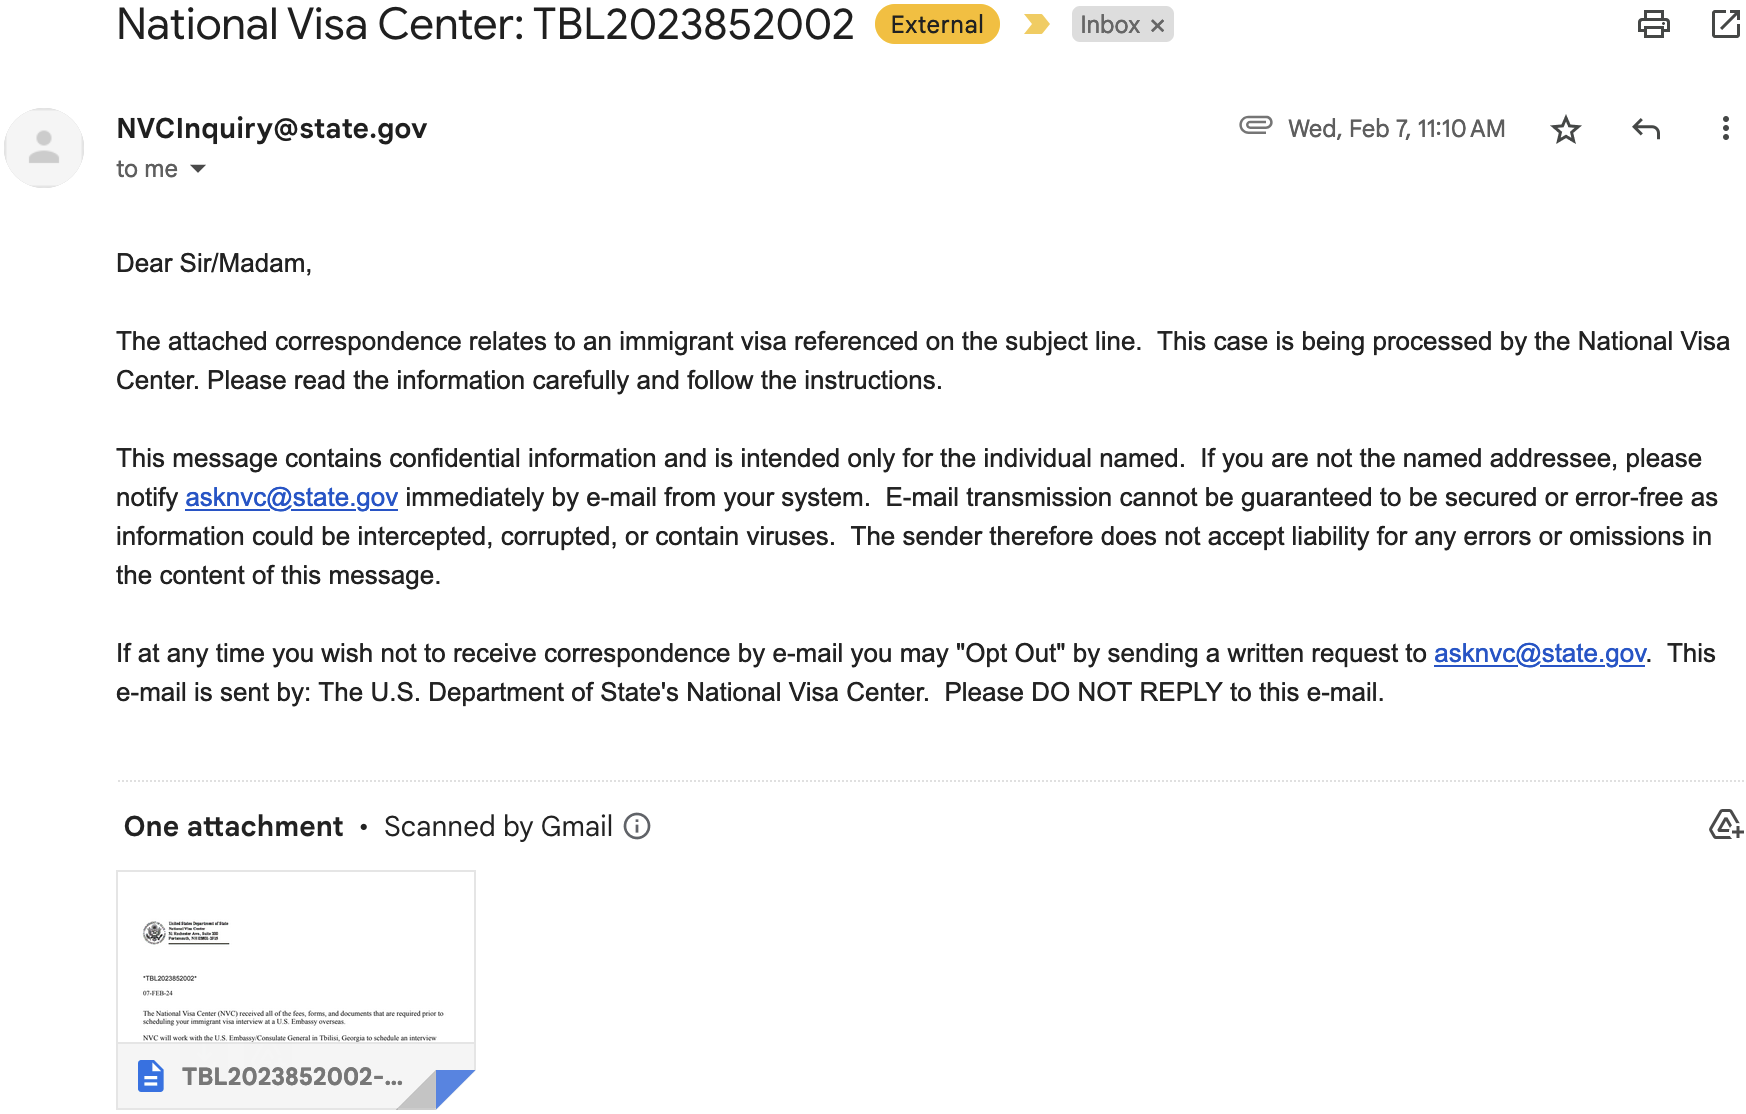 National Visa Center: TBL2023852002 External Inbox ×
NVCInquiry@state.gov
Wed, Feb 7, 11:10 AM
to me
Dear Sir/Madam,
The attached correspondence relates to an immigrant visa referenced on the subject line.  This case is being processed by the National Visa
Center. Please read the information carefully and follow the instructions.
This message contains confidential information and is intended only for the individual named.  If you are not the named addressee, please
notify asknvc@state.gov immediately by e-mail from your system.  E-mail transmission cannot be guaranteed to be secured or error-free as
information could be intercepted, corrupted, or contain viruses.  The sender therefore does not accept liability for any errors or omissions in
the content of this message.
If at any time you wish not to receive correspondence by e-mail you may "Opt Out" by sending a written request to asknvc@state.gov.  This
e-mail is sent by: The U.S. Department of State's National Visa Center.  Please DO NOT REPLY to this e-mail.
One attachment • Scanned by Gmail
United States Department of State
National Visa Center
*TBL2023852002*
07-FEB-24
The National Visa Center (NVC) received all of the fees, forms, and documents that are required prior to
scheduling your immigrant visa interview at a U.S. Embassy overseas.
NVC will work with the U.S. Embassy/Consulate General in Tbilisi, Georgia to schedule an interview
TBL2023852002-...